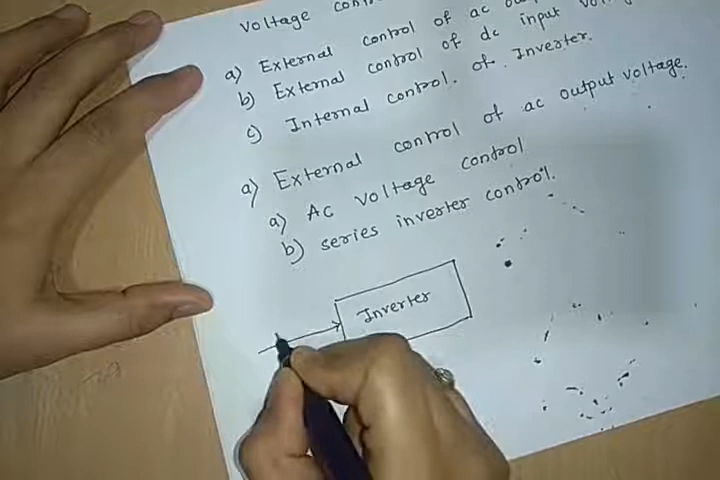 voltage
a) External control of ac
b) External control of dc input
c) Internal control. of Inverter.
a) External control of ac output voltage.
a) AC voltage control
b) series inverter control.
Inverter